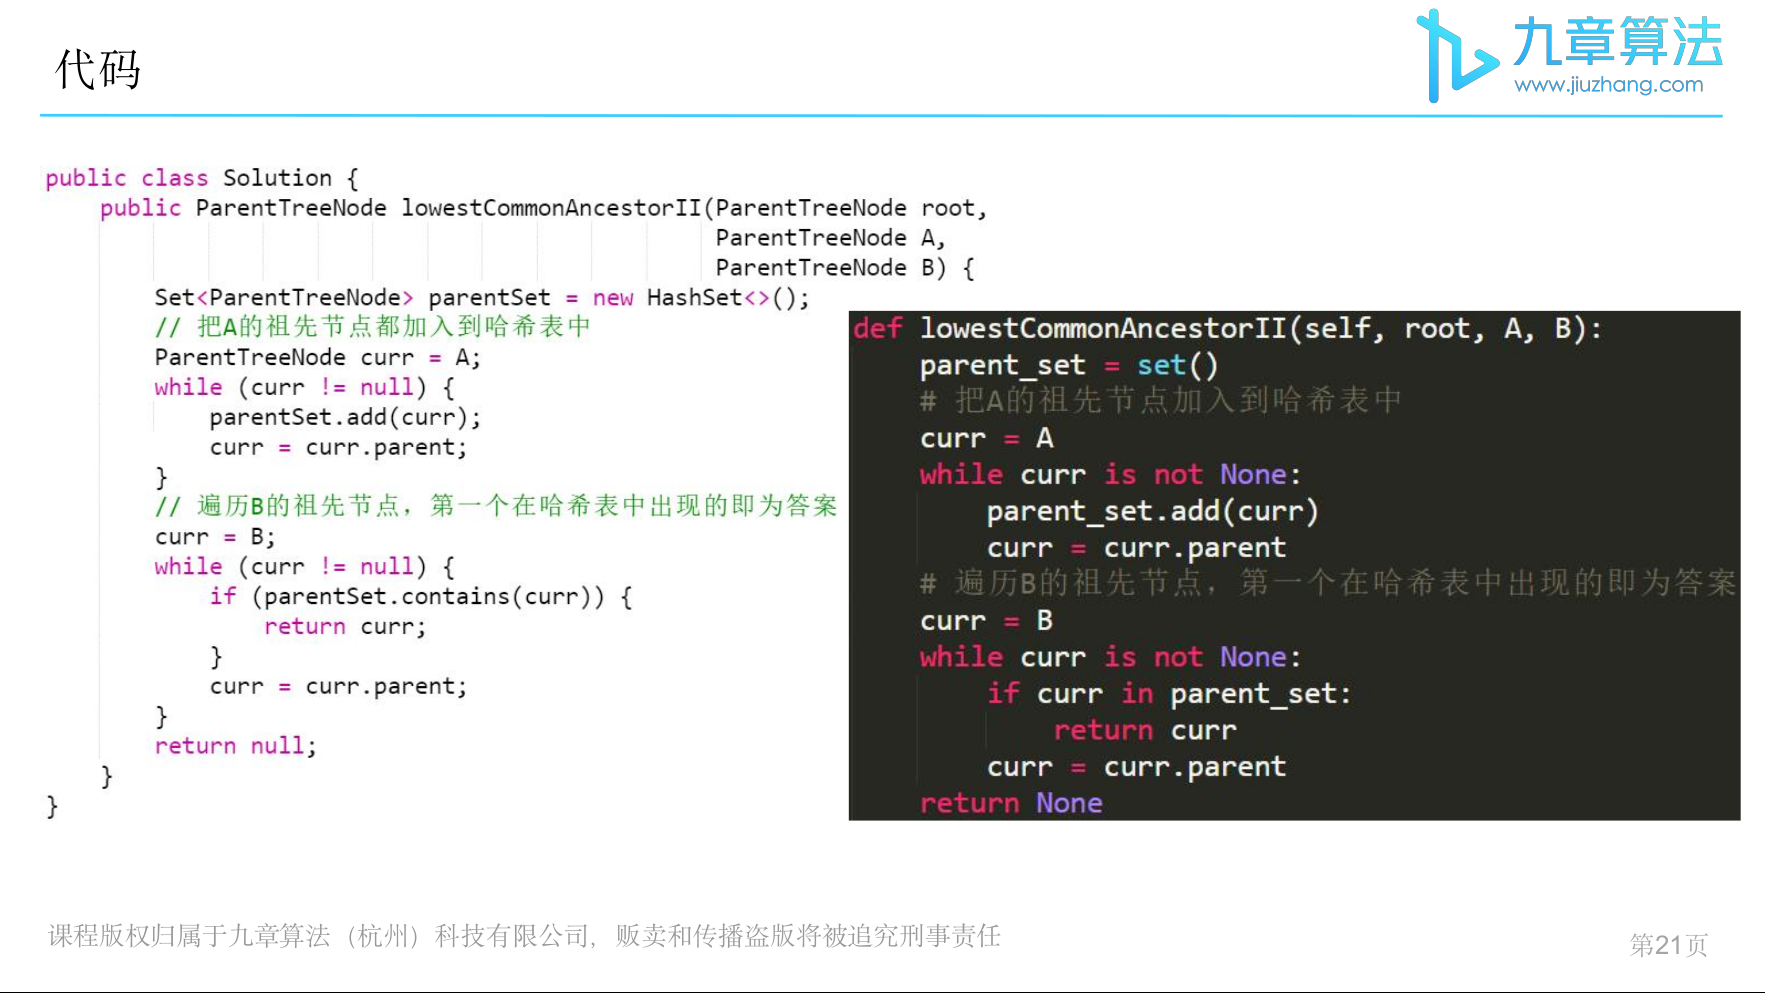 代码
九章算法
www.jiuzhang.com
public class Solution {
    public ParentTreeNode lowestCommonAncestorII(ParentTreeNode root,
                                                 ParentTreeNode A,
                                                 ParentTreeNode B) {
        Set<ParentTreeNode> parentSet = new HashSet<>();
        // 把A的祖先节点都加入到哈希表中
        ParentTreeNode curr = A;
        while (curr != null) {
            parentSet.add(curr);
            curr = curr.parent;
        }
        // 遍历B的祖先节点，第一个在哈希表中出现的即为答案
        curr = B;
        while (curr != null) {
            if (parentSet.contains(curr)) {
                return curr;
            }
            curr = curr.parent;
        }
        return null;
    }
}
def lowestCommonAncestorII(self, root, A, B):
    parent_set = set()
    # 把A的祖先节点加入到哈希表中
    curr = A
    while curr is not None:
        parent_set.add(curr)
        curr = curr.parent
    # 遍历B的祖先节点，第一个在哈希表中出现的即为答案
    curr = B
    while curr is not None:
        if curr in parent_set:
            return curr
        curr = curr.parent
    return None
课程版权归属于九章算法（杭州）科技有限公司，贩卖和传播盗版将被追究刑事责任
第21页